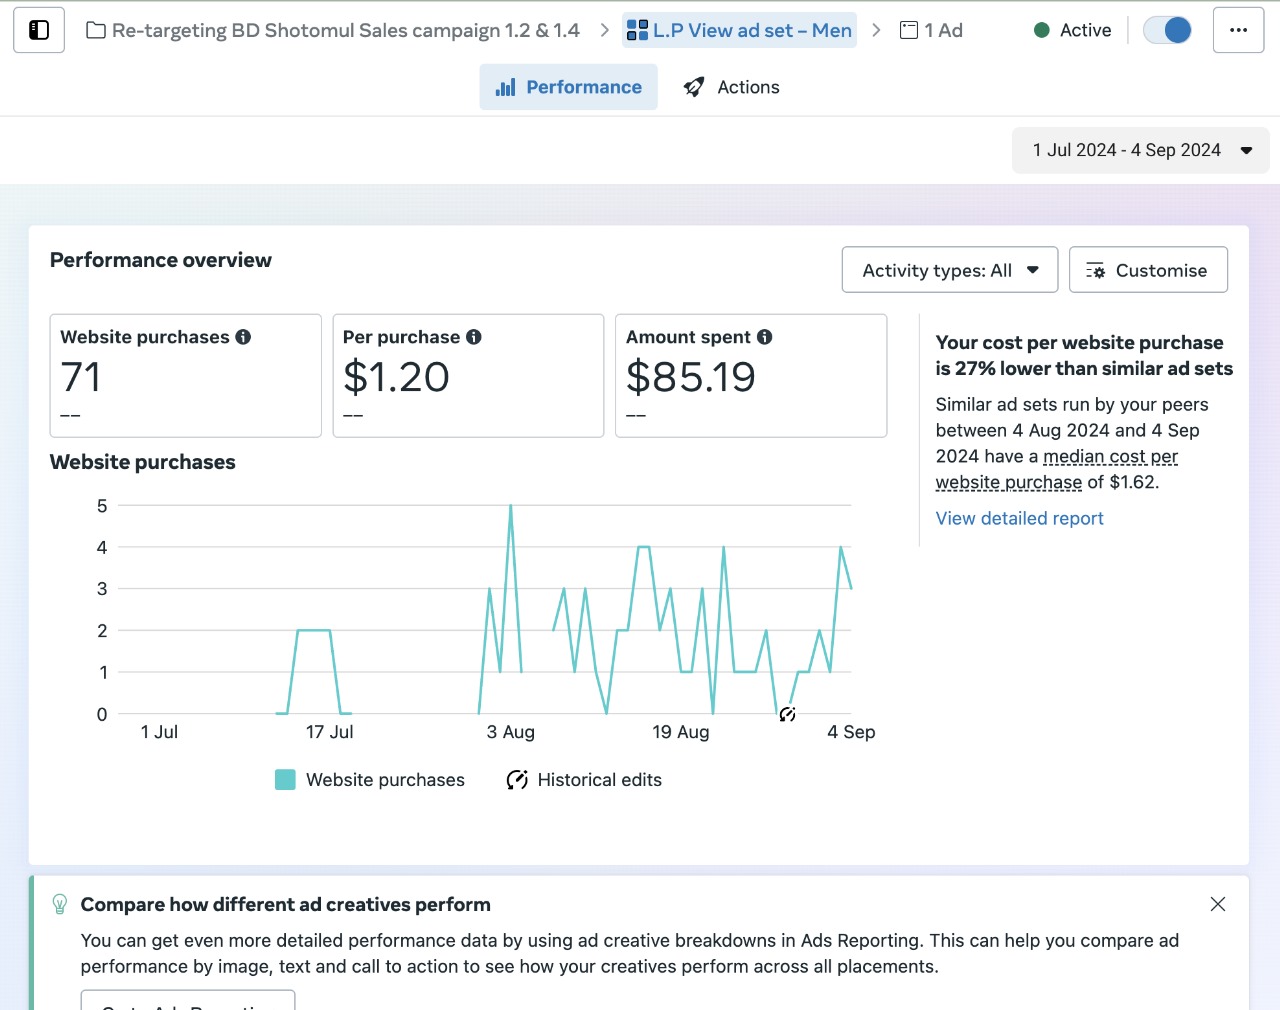 Re-targeting BD Shotomul Sales campaign 1.2 & 1.4 > L.P View ad set – Men > 1 Ad
Active
Performance
Actions
1 Jul 2024 - 4 Sep 2024
Performance overview
Activity types: All
Customise
Website purchases
71
—
Per purchase
$1.20
—
Amount spent
$85.19
—
Your cost per website purchase
is 27% lower than similar ad sets
Similar ad sets run by your peers
between 4 Aug 2024 and 4 Sep
2024 have a median cost per
website purchase of $1.62.
View detailed report
Website purchases
5
4
3
2
1
0
1 Jul
17 Jul
3 Aug
19 Aug
4 Sep
Website purchases
Historical edits
Compare how different ad creatives perform
You can get even more detailed performance data by using ad creative breakdowns in Ads Reporting. This can help you compare ad
performance by image, text and call to action to see how your creatives perform across all placements.